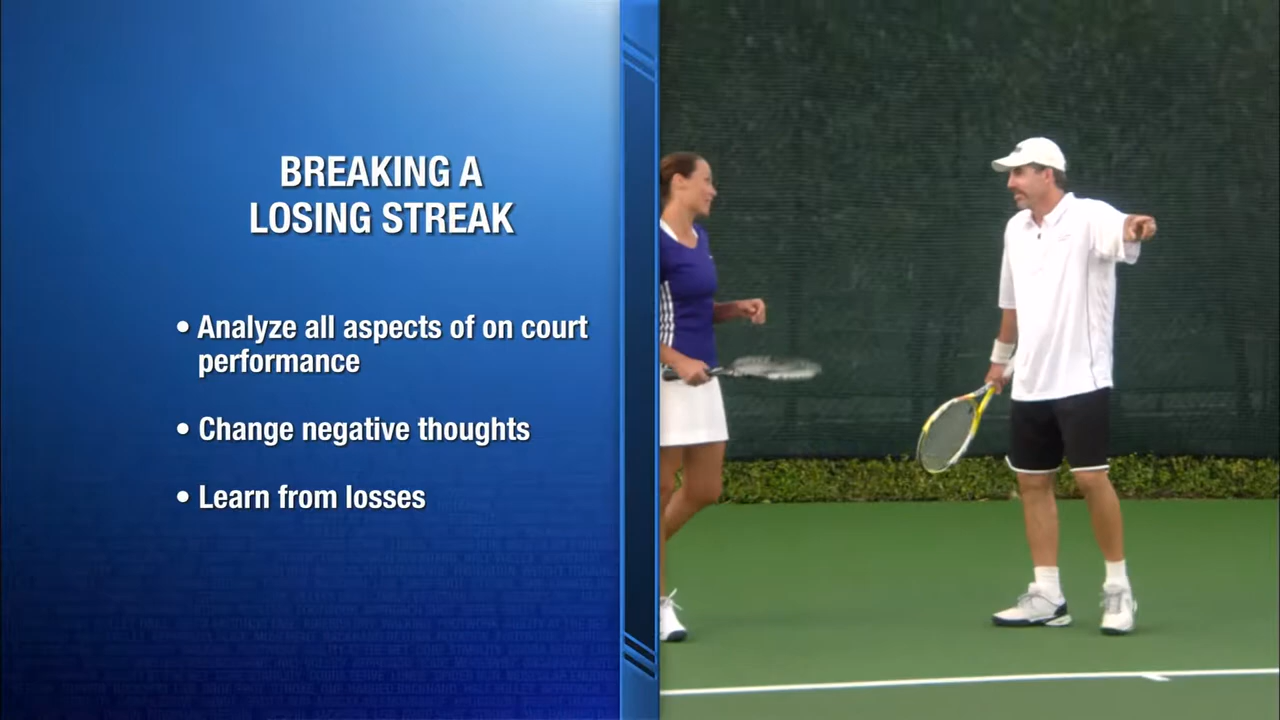 BREAKING A
LOSING STREAK
• Analyze all aspects of on court
performance
• Change negative thoughts
• Learn from losses